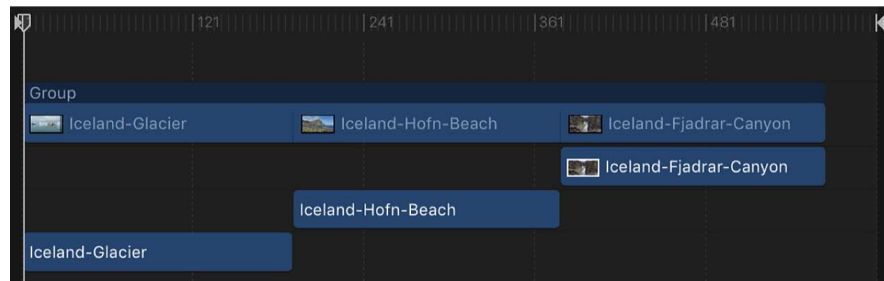 121 241 361 481
Group
Iceland-Glacier Iceland-Hofn-Beach Iceland-Fjadrar-Canyon
Iceland-Fjadrar-Canyon
Iceland-Hofn-Beach
Iceland-Glacier